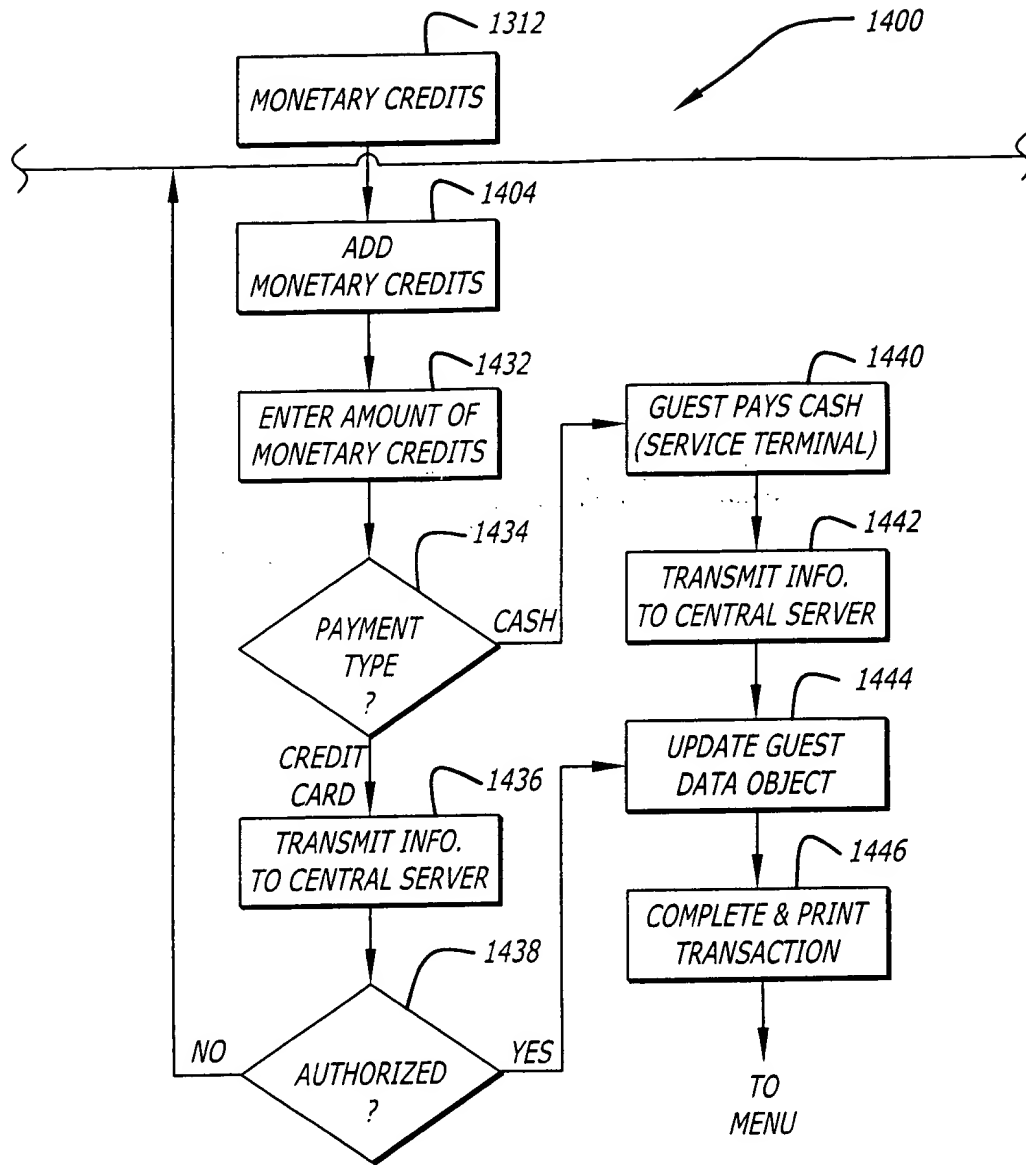 1312
1400
MONETARY CREDITS
1404
ADD
MONETARY CREDITS
1432
ENTER AMOUNT OF
MONETARY CREDITS
1440
GUEST PAYS CASH
(SERVICE TERMINAL)
1434
PAYMENT
TYPE
?
CASH
1442
TRANSMIT INFO.
TO CENTRAL SERVER
CREDIT
CARD
1436
TRANSMIT INFO.
TO CENTRAL SERVER
1444
UPDATE GUEST
DATA OBJECT
1438
AUTHORIZED
?
NO
YES
1446
COMPLETE & PRINT
TRANSACTION
TO
MENU